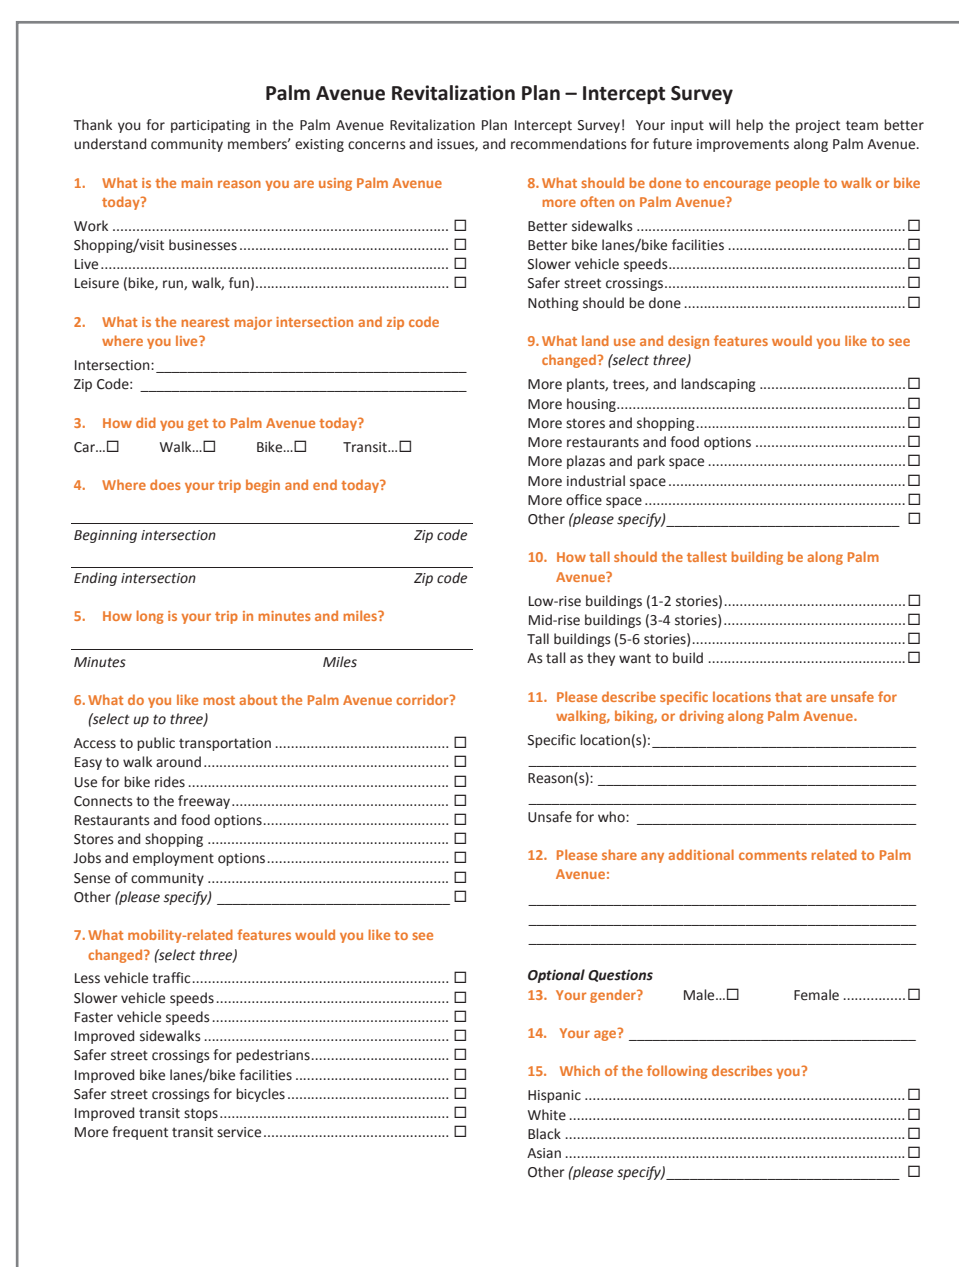 Palm Avenue Revitalization Plan – Intercept Survey
Thank you for participating in the Palm Avenue Revitalization Plan Intercept Survey! Your input will help the project team better
understand community members’ existing concerns and issues, and recommendations for future improvements along Palm Avenue.
1. What is the main reason you are using Palm Avenue
today?
Work ☐
Shopping/visit businesses ☐
Live ☐
Leisure (bike, run, walk, fun) ☐
2. What is the nearest major intersection and zip code
where you live?
Intersection:
Zip Code:
3. How did you get to Palm Avenue today?
Car...☐ Walk...☐ Bike...☐ Transit...☐
4. Where does your trip begin and end today?
Beginning intersection Zip code
Ending intersection Zip code
5. How long is your trip in minutes and miles?
Minutes Miles
6. What do you like most about the Palm Avenue corridor?
(select up to three)
Access to public transportation ☐
Easy to walk around ☐
Use for bike rides ☐
Connects to the freeway ☐
Restaurants and food options ☐
Stores and shopping ☐
Jobs and employment options ☐
Sense of community ☐
Other (please specify) ☐
7. What mobility-related features would you like to see
changed? (select three)
Less vehicle traffic ☐
Slower vehicle speeds ☐
Faster vehicle speeds ☐
Improved sidewalks ☐
Safer street crossings for pedestrians ☐
Improved bike lanes/bike facilities ☐
Safer street crossings for bicycles ☐
Improved transit stops ☐
More frequent transit service ☐
8. What should be done to encourage people to walk or bike
more often on Palm Avenue?
Better sidewalks ☐
Better bike lanes/bike facilities ☐
Slower vehicle speeds ☐
Safer street crossings ☐
Nothing should be done ☐
9. What land use and design features would you like to see
changed? (select three)
More plants, trees, and landscaping ☐
More housing ☐
More stores and shopping ☐
More restaurants and food options ☐
More plazas and park space ☐
More industrial space ☐
More office space ☐
Other (please specify) ☐
10. How tall should the tallest building be along Palm
Avenue?
Low-rise buildings (1-2 stories) ☐
Mid-rise buildings (3-4 stories) ☐
Tall buildings (5-6 stories) ☐
As tall as they want to build ☐
11. Please describe specific locations that are unsafe for
walking, biking, or driving along Palm Avenue.
Specific location(s):
Reason(s):
Unsafe for who:
12. Please share any additional comments related to Palm
Avenue:
Optional Questions
13. Your gender? Male...☐ Female ☐
14. Your age?
15. Which of the following describes you?
Hispanic ☐
White ☐
Black ☐
Asian ☐
Other (please specify) ☐